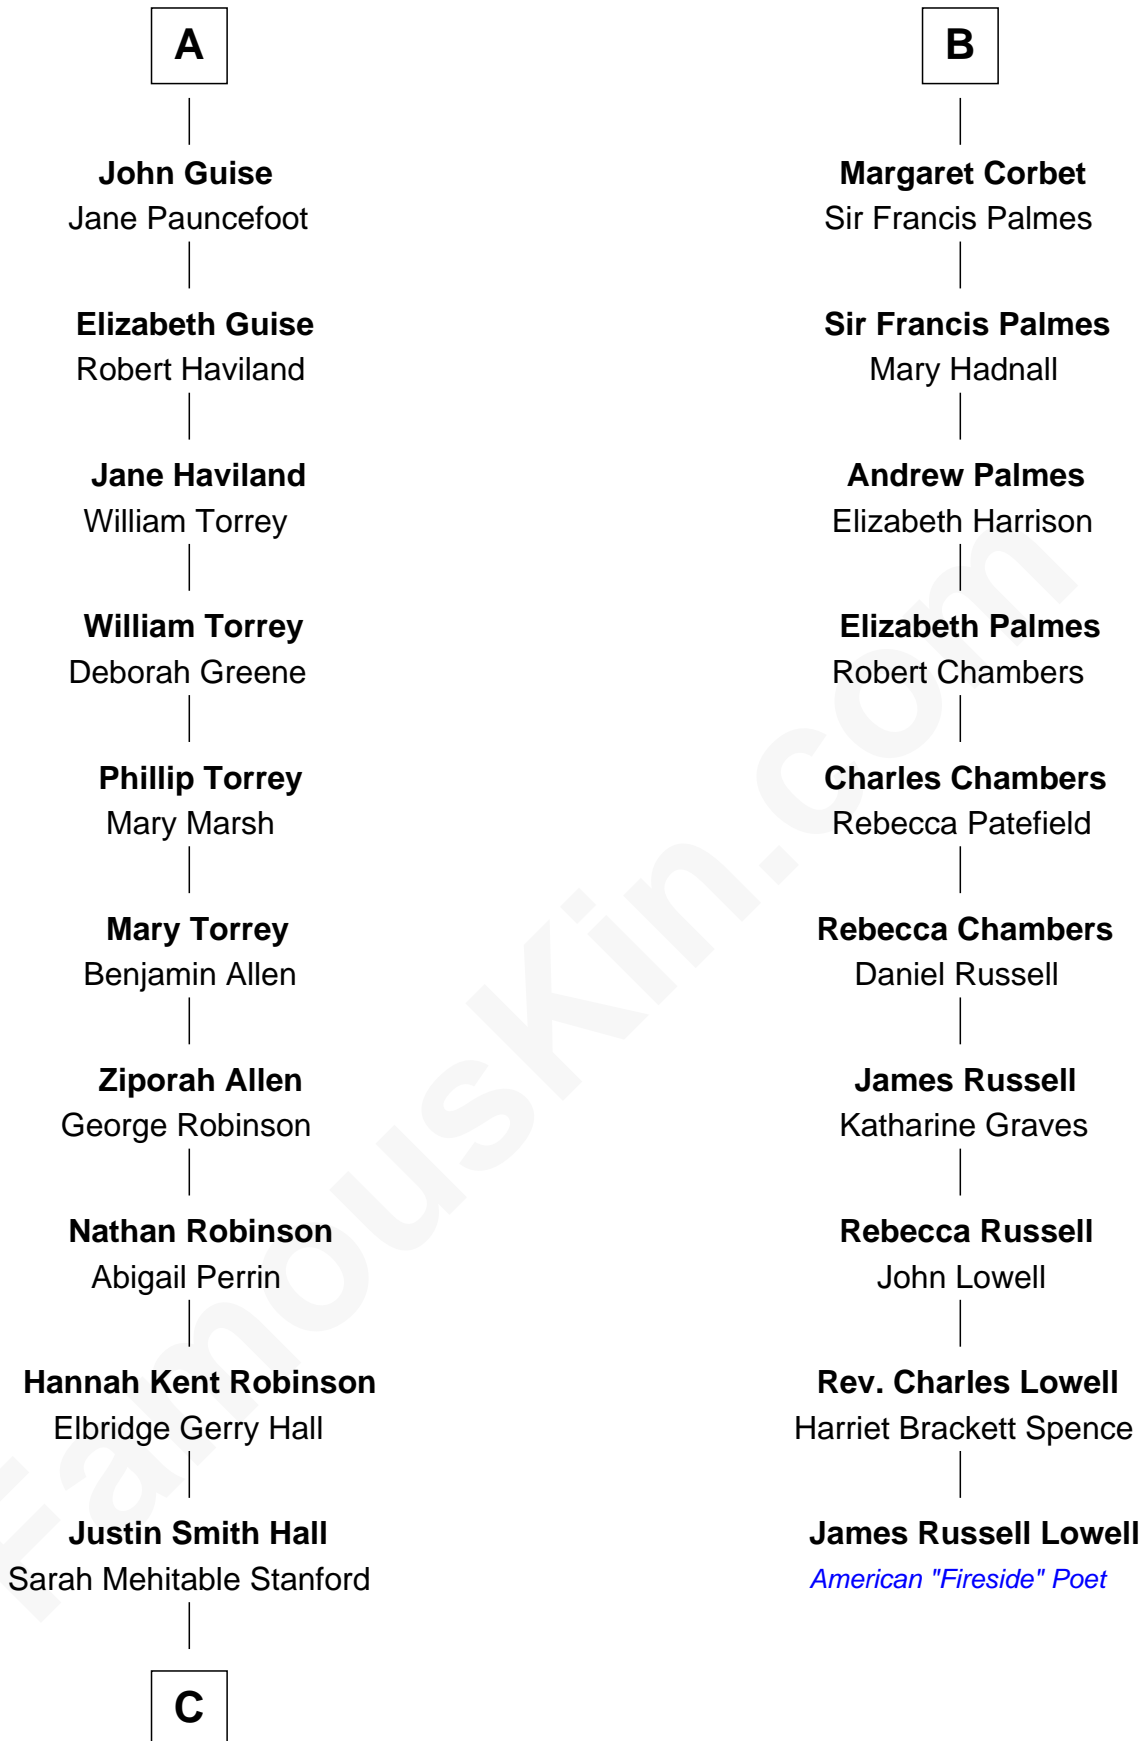 A
John Guise
Jane Pauncefoot
Elizabeth Guise
Robert Haviland
Jane Haviland
William Torrey
William Torrey
Deborah Greene
Phillip Torrey
Mary Marsh
Mary Torrey
Benjamin Allen
Ziporah Allen
George Robinson
Nathan Robinson
Abigail Perrin
Hannah Kent Robinson
Elbridge Gerry Hall
Justin Smith Hall
Sarah Mehitable Stanford
C
B
Margaret Corbet
Sir Francis Palmes
Sir Francis Palmes
Mary Hadnall
Andrew Palmes
Elizabeth Harrison
Elizabeth Palmes
Robert Chambers
Charles Chambers
Rebecca Patefield
Rebecca Chambers
Daniel Russell
James Russell
Katharine Graves
Rebecca Russell
John Lowell
Rev. Charles Lowell
Harriet Brackett Spence
James Russell Lowell
American "Fireside" Poet
FamousKin.com